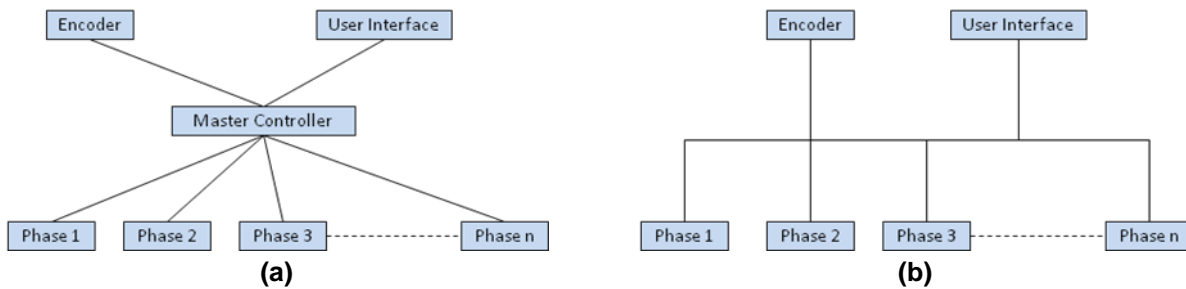 Encoder
User Interface
Master Controller
Phase 1
Phase 2
Phase 3
Phase n
(a)
Encoder
User Interface
Phase 1
Phase 2
Phase 3
Phase n
(b)